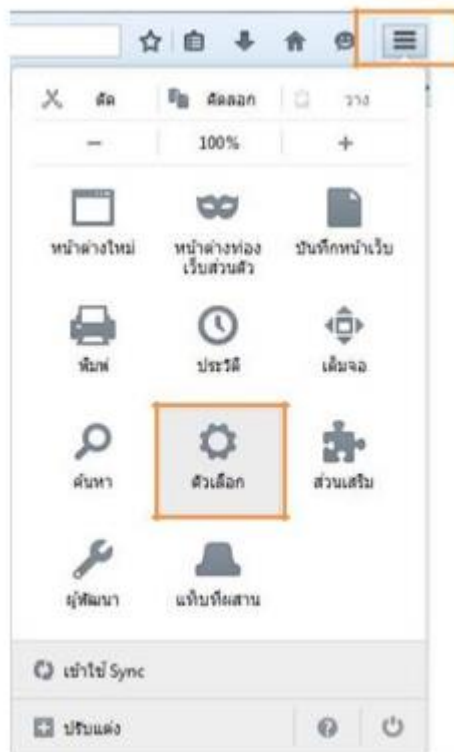 ตัด คัดลอก วาง
− 100% +
หน้าต่างใหม่ หน้าต่างท่อง บันทึกหน้าเว็บ
เว็บส่วนตัว
พิมพ์ ประวัติ เต็มจอ
ค้นหา ตัวเลือก ส่วนเสริม
ผู้พัฒนา แท็บที่ผสาน
เข้าใช้ Sync
ปรับแต่ง